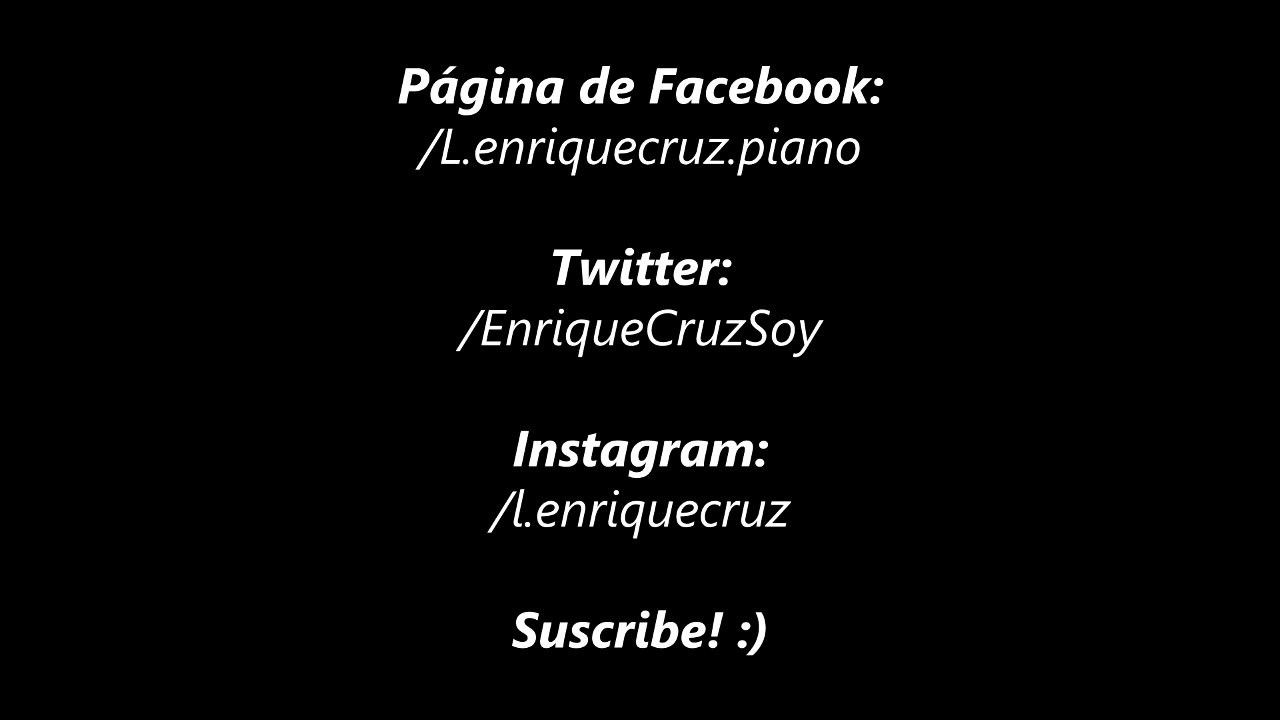 Página de Facebook:
/L.enriquecruz.piano
Twitter:
/EnriqueCruzSoy
Instagram:
/l.enriquecruz
Suscribe! :)